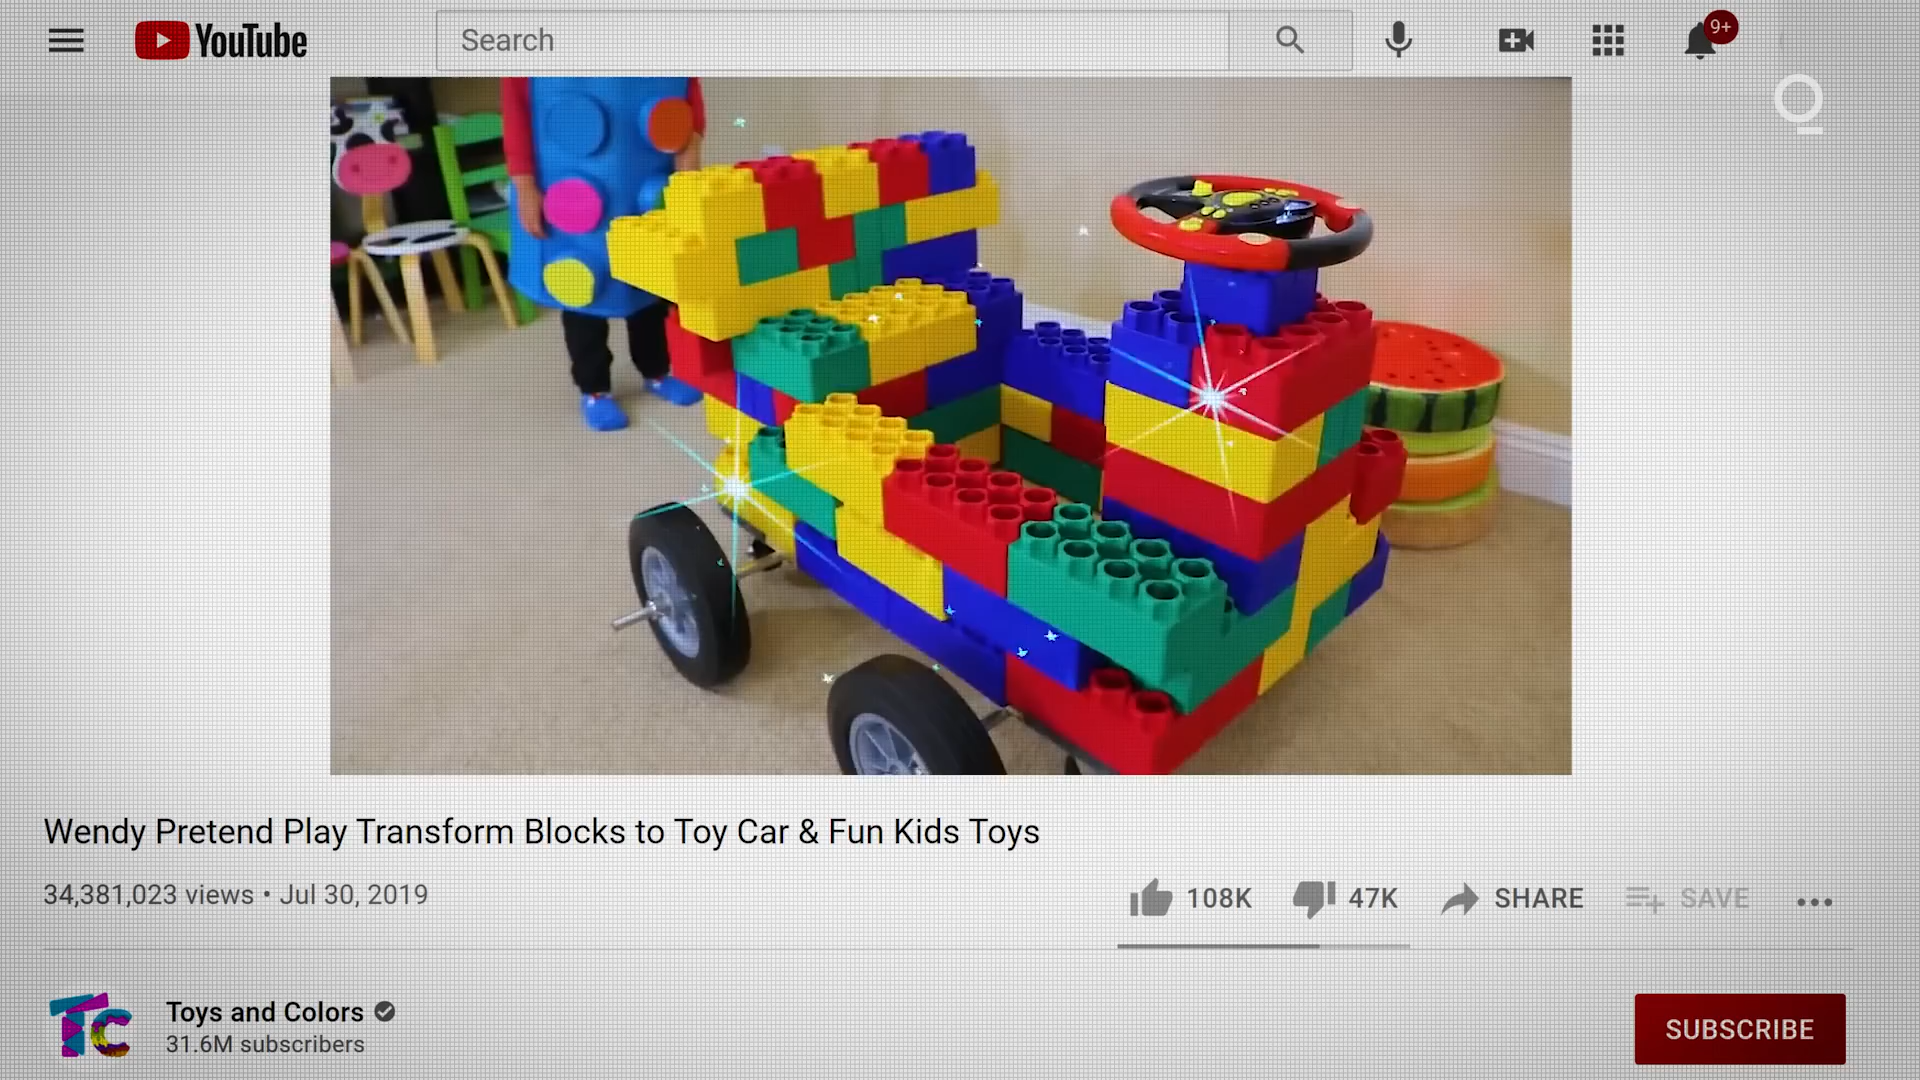 YouTube
Search
9+
Wendy Pretend Play Transform Blocks to Toy Car & Fun Kids Toys
34,381,023 views • Jul 30, 2019
108K
47K
SHARE
SAVE
Tc
Toys and Colors
31.6M subscribers
SUBSCRIBE